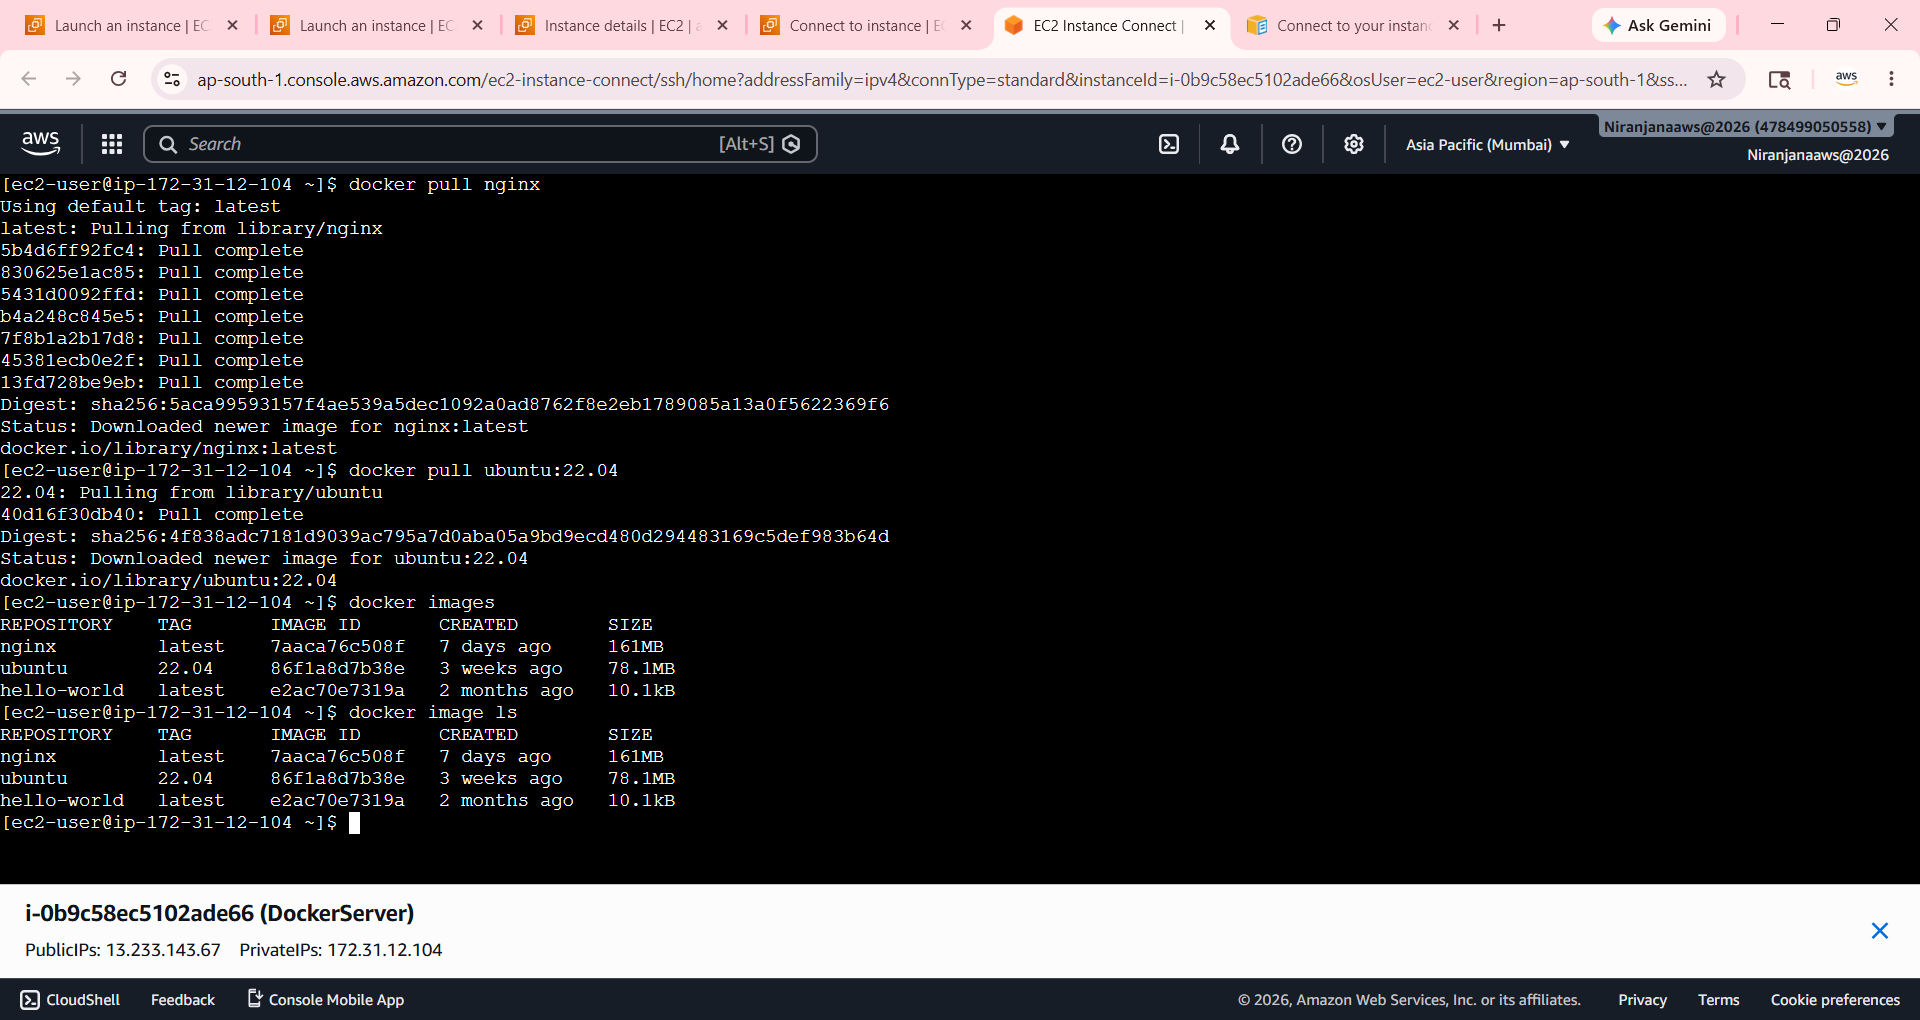 Launch an instance | EC
Launch an instance | EC
Instance details | EC2 | a
Connect to instance | EC
EC2 Instance Connect |
Connect to your instanc
Ask Gemini
ap-south-1.console.aws.amazon.com/ec2-instance-connect/ssh/home?addressFamily=ipv4&connType=standard&instanceId=i-0b9c58ec5102ade66&osUser=ec2-user&region=ap-south-1&ss...
aws
aws
Search
[Alt+S]
Asia Pacific (Mumbai)
Niranjanaaws@2026 (478499050558)
Niranjanaaws@2026
[ec2-user@ip-172-31-12-104 ~]$ docker pull nginx
Using default tag: latest
latest: Pulling from library/nginx
5b4d6ff92fc4: Pull complete
830625e1ac85: Pull complete
5431d0092ffd: Pull complete
b4a248c845e5: Pull complete
7f8b1a2b17d8: Pull complete
45381ecb0e2f: Pull complete
13fd728be9eb: Pull complete
Digest: sha256:5aca99593157f4ae539a5dec1092a0ad8762f8e2eb1789085a13a0f5622369f6
Status: Downloaded newer image for nginx:latest
docker.io/library/nginx:latest
[ec2-user@ip-172-31-12-104 ~]$ docker pull ubuntu:22.04
22.04: Pulling from library/ubuntu
40d16f30db40: Pull complete
Digest: sha256:4f838adc7181d9039ac795a7d0aba05a9bd9ecd480d294483169c5def983b64d
Status: Downloaded newer image for ubuntu:22.04
docker.io/library/ubuntu:22.04
[ec2-user@ip-172-31-12-104 ~]$ docker images
REPOSITORY    TAG       IMAGE ID       CREATED        SIZE
nginx         latest    7aaca76c508f   7 days ago     161MB
ubuntu        22.04     86f1a8d7b38e   3 weeks ago    78.1MB
hello-world   latest    e2ac70e7319a   2 months ago   10.1kB
[ec2-user@ip-172-31-12-104 ~]$ docker image ls
REPOSITORY    TAG       IMAGE ID       CREATED        SIZE
nginx         latest    7aaca76c508f   7 days ago     161MB
ubuntu        22.04     86f1a8d7b38e   3 weeks ago    78.1MB
hello-world   latest    e2ac70e7319a   2 months ago   10.1kB
[ec2-user@ip-172-31-12-104 ~]$
i-0b9c58ec5102ade66 (DockerServer)
PublicIPs: 13.233.143.67 PrivateIPs: 172.31.12.104
CloudShell Feedback Console Mobile App © 2026, Amazon Web Services, Inc. or its affiliates. Privacy Terms Cookie preferences